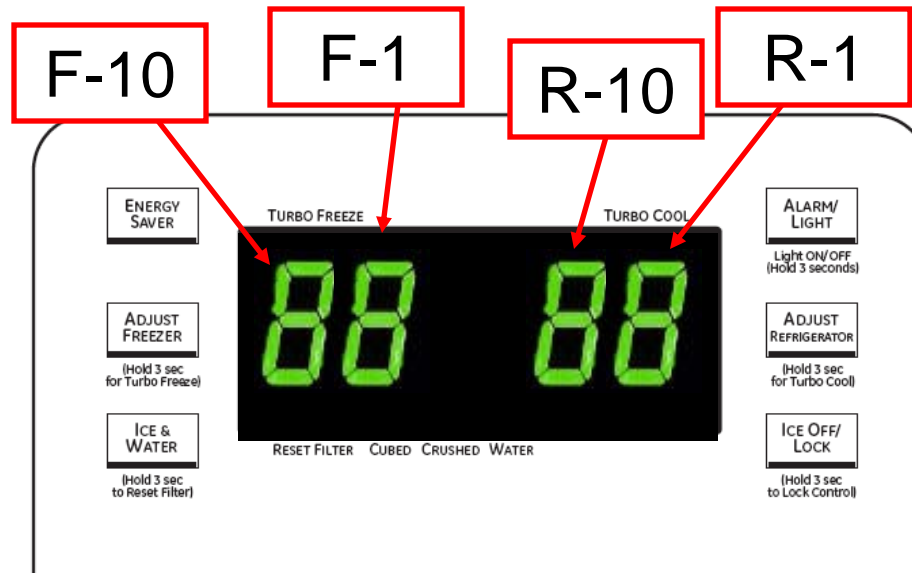 F-10
F-1
R-10
R-1
ENERGY
SAVER
TURBO FREEZE
TURBO COOL
ALARM/
LIGHT
Light ON/OFF
(Hold 3 seconds)
88
88
ADJUST
FREEZER
(Hold 3 sec
for Turbo Freeze)
ADJUST
REFRIGERATOR
(Hold 3 sec
for Turbo Cool)
ICE &
WATER
(Hold 3 sec
to Reset Filter)
RESET FILTER CUBED CRUSHED WATER
ICE OFF/
LOCK
(Hold 3 sec
to Lock Control)